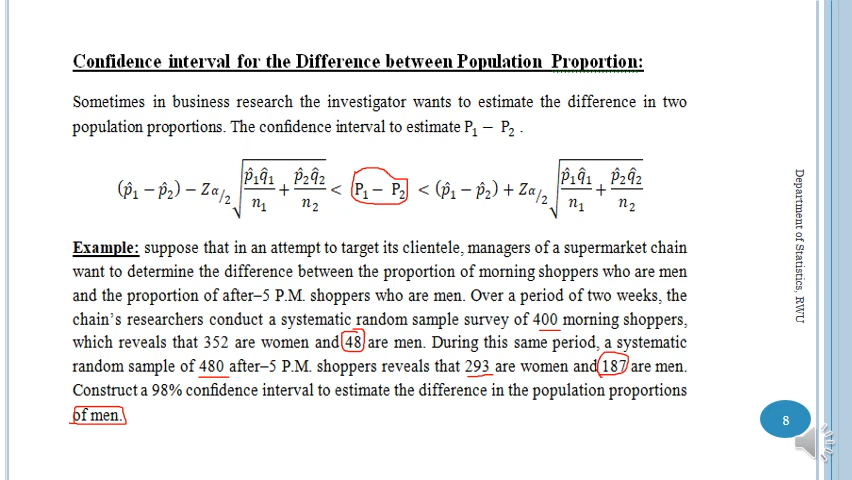 Confidence interval for the Difference between Population Proportion:
Sometimes in business research the investigator wants to estimate the difference in two
population proportions. The confidence interval to estimate P₁ − P₂ .
(p̂₁ − p̂₂) − Zα/₂ √(p̂₁q̂₁/n₁ + p̂₂q̂₂/n₂) < P₁ − P₂ < (p̂₁ − p̂₂) + Zα/₂ √(p̂₁q̂₁/n₁ + p̂₂q̂₂/n₂)
Example: suppose that in an attempt to target its clientele, managers of a supermarket chain
want to determine the difference between the proportion of morning shoppers who are men
and the proportion of after–5 P.M. shoppers who are men. Over a period of two weeks, the
chain's researchers conduct a systematic random sample survey of 400 morning shoppers,
which reveals that 352 are women and 48 are men. During this same period, a systematic
random sample of 480 after–5 P.M. shoppers reveals that 293 are women and 187 are men.
Construct a 98% confidence interval to estimate the difference in the population proportions
of men.
Department of Statistics, RWU
8